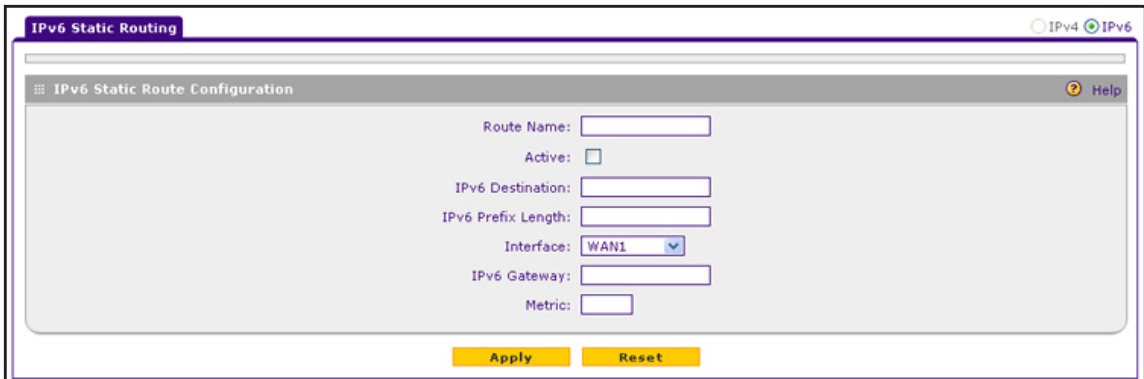 IPv6 Static Routing
IPv4 IPv6
IPv6 Static Route Configuration
Help
Route Name:
Active:
IPv6 Destination:
IPv6 Prefix Length:
Interface: WAN1
IPv6 Gateway:
Metric:
Apply Reset